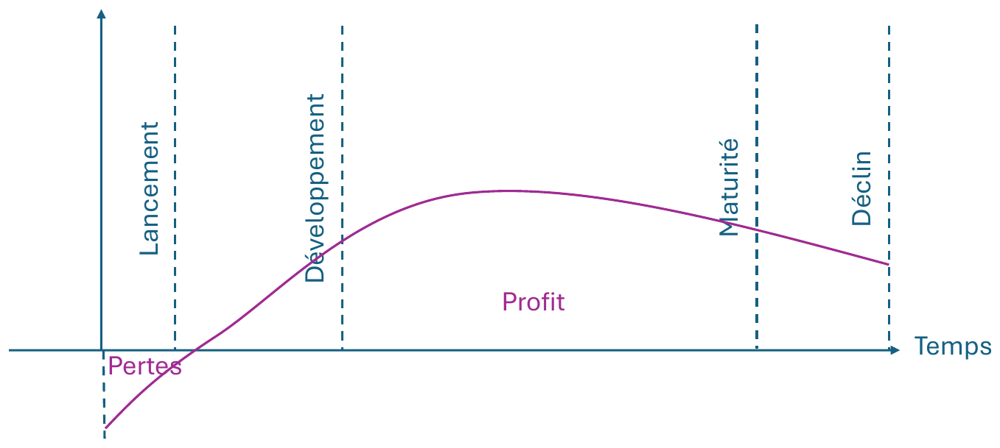 Lancement
Développement
Maturité
Déclin
Profit
Temps
Pertes